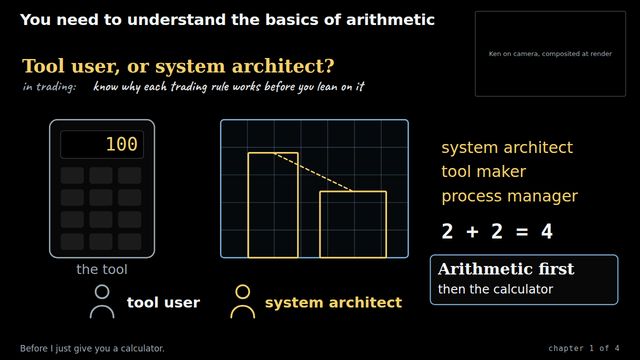 You need to understand the basics of arithmetic
Ken on camera, composited at render
Tool user, or system architect?
in trading: know why each trading rule works before you lean on it
100
system architect
tool maker
process manager
2 + 2 = 4
Arithmetic first
then the calculator
the tool
tool user
system architect
Before I just give you a calculator.
chapter 1 of 4